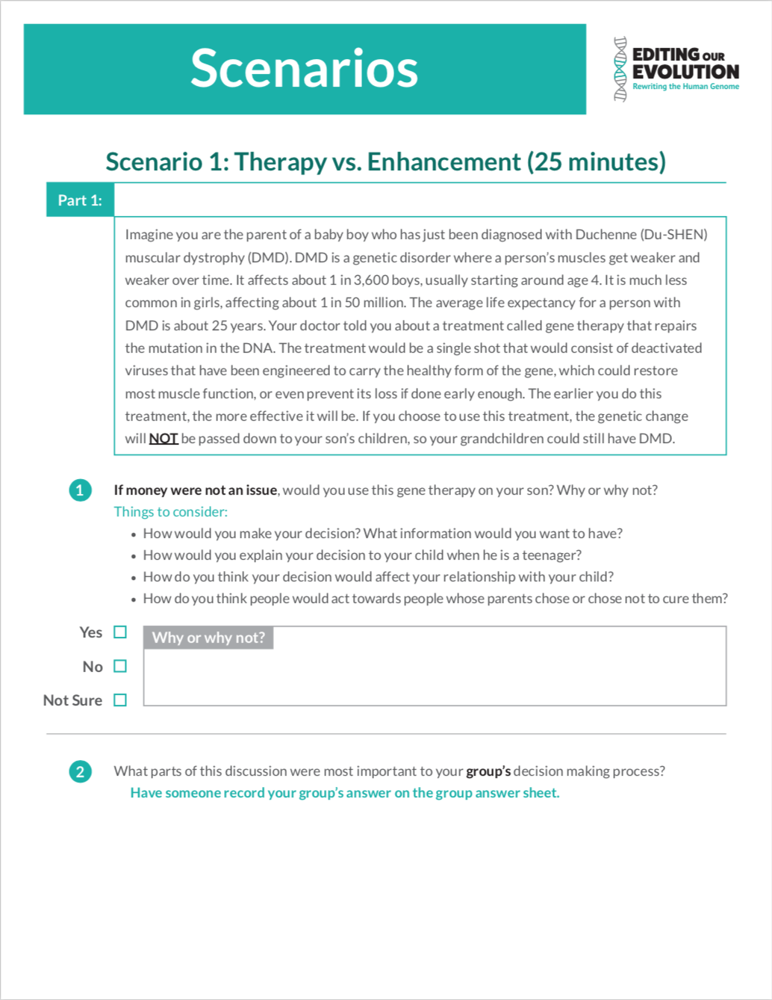 Scenarios
EDITING OUR
EVOLUTION
Rewriting the Human Genome
Scenario 1: Therapy vs. Enhancement (25 minutes)
Part 1:
Imagine you are the parent of a baby boy who has just been diagnosed with Duchenne (Du-SHEN)
muscular dystrophy (DMD). DMD is a genetic disorder where a person's muscles get weaker and
weaker over time. It affects about 1 in 3,600 boys, usually starting around age 4. It is much less
common in girls, affecting about 1 in 50 million. The average life expectancy for a person with
DMD is about 25 years. Your doctor told you about a treatment called gene therapy that repairs
the mutation in the DNA. The treatment would be a single shot that would consist of deactivated
viruses that have been engineered to carry the healthy form of the gene, which could restore
most muscle function, or even prevent its loss if done early enough. The earlier you do this
treatment, the more effective it will be. If you choose to use this treatment, the genetic change
will NOT be passed down to your son's children, so your grandchildren could still have DMD.
1 If money were not an issue, would you use this gene therapy on your son? Why or why not?
Things to consider:
• How would you make your decision? What information would you want to have?
• How would you explain your decision to your child when he is a teenager?
• How do you think your decision would affect your relationship with your child?
• How do you think people would act towards people whose parents chose or chose not to cure them?
Yes
Why or why not?
No
Not Sure
2 What parts of this discussion were most important to your group's decision making process?
Have someone record your group's answer on the group answer sheet.